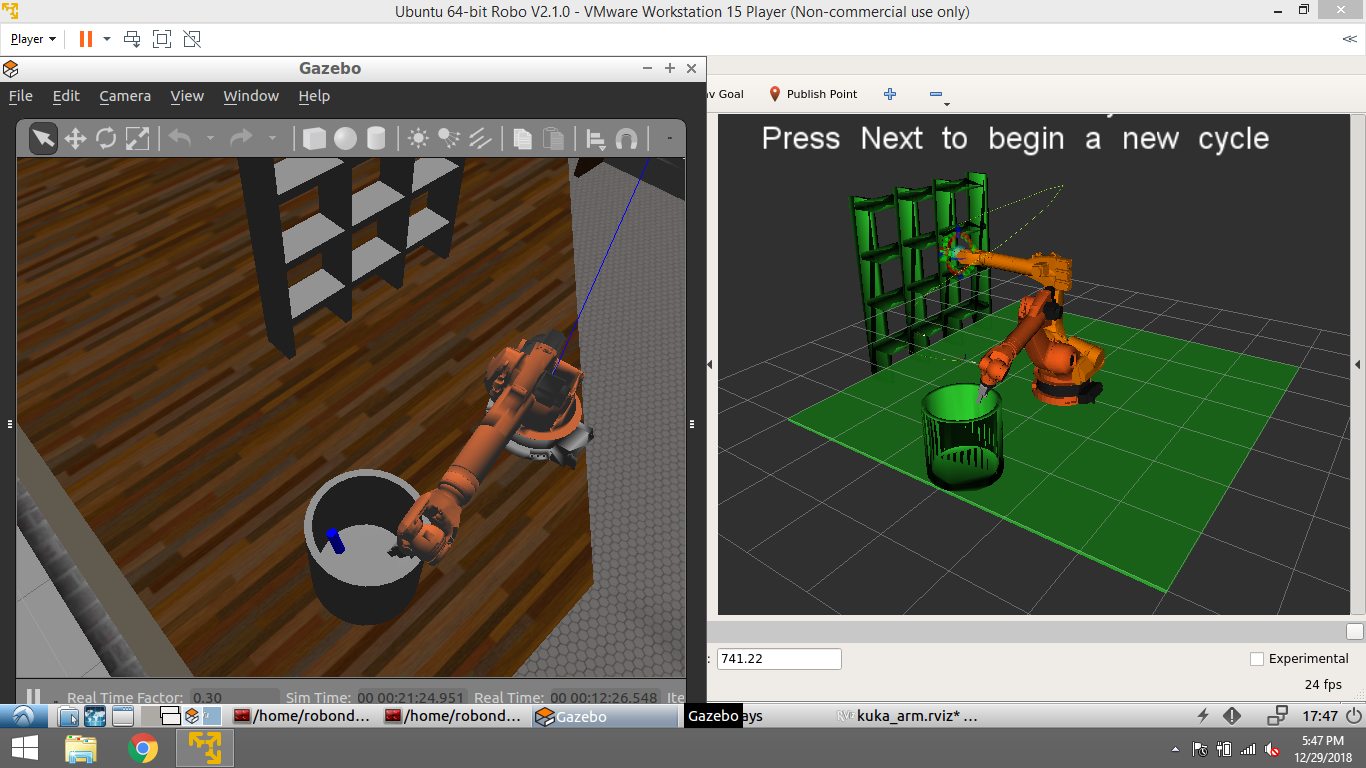 Ubuntu 64-bit Robo V2.1.0 - VMware Workstation 15 Player (Non-commercial use only)
Player
Gazebo
File Edit Camera View Window Help
av Goal Publish Point
Press Next to begin a new cycle
: 741.22
Experimental
24 fps
Real Time Factor: 0.30 Sim Time: 00 00:21:24.951 Real Time: 00 00:12:26.548 Ite
/home/robond... /home/robond... Gazebo Gazebo ays kuka_arm.rviz* ... 17:47
5:47 PM
12/29/2018